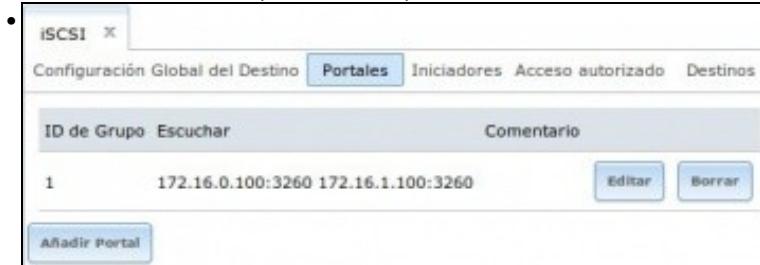 iSCSI X
Configuración Global del Destino Portales Iniciadores Acceso autorizado Destinos
ID de Grupo Escuchar Comentario
1 172.16.0.100:3260 172.16.1.100:3260 Editar Borrar
Añadir Portal